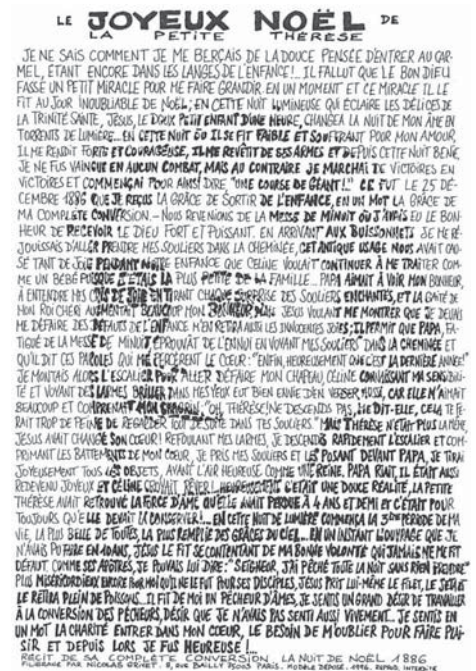 LE JOYEUX NOËL DE
LA PETITE THÉRÈSE
JE NE SAIS COMMENT JE ME BERÇAIS DE LA DOUCE PENSÉE D'ENTRER AU CAR-
MEL, ÉTANT ENCORE DANS LES LANGES DE L'ENFANCE!.. IL FALLUT QUE LE BON DIEU
FASSE UN PETIT MIRACLE POUR ME FAIRE GRANDIR EN UN MOMENT ET CE MIRACLE IL LE
FIT AU JOUR INOUBLIABLE DE NOËL; EN CETTE NUIT LUMINEUSE QUI ÉCLAIRE LES DÉLICES DE
LA TRINITÉ SAINTE, JÉSUS, LE DOUX PETIT ENFANT D'UNE HEURE, CHANGEA LA NUIT DE MON ÂME EN
TORRENTS DE LUMIÈRE... EN CETTE NUIT OÙ IL SE FIT FAIBLE ET SOUFFRANT POUR MON AMOUR,
IL ME RENDIT FORTE ET COURAGEUSE, IL ME REVÊTIT DE SES ARMES ET DEPUIS CETTE NUIT BÉNIE,
JE NE FUS VAINCUE EN AUCUN COMBAT, MAIS AU CONTRAIRE JE MARCHAI DE VICTOIRES EN
VICTOIRES ET COMMENÇAI POUR AINSI DIRE "UNE COURSE DE GÉANT!.." CE FUT LE 25 DÉ-
CEMBRE 1886 QUE JE REÇUS LA GRÂCE DE SORTIR DE L'ENFANCE, EN UN MOT LA GRÂCE DE
MA COMPLÈTE CONVERSION. - NOUS REVENIONS DE LA MESSE DE MINUIT OÙ J'AVAIS EU LE BON-
HEUR DE RECEVOIR LE DIEU FORT ET PUISSANT. EN ARRIVANT AUX BUISSONNETS JE ME RÉ-
JOUISSAIS D'ALLER PRENDRE MES SOULIERS DANS LA CHEMINÉE, CET ANTIQUE USAGE NOUS AVAIT CAU-
SÉ TANT DE JOIE PENDANT NOTRE ENFANCE QUE CÉLINE VOULAIT CONTINUER À ME TRAITER COM-
ME UN BÉBÉ PUISQUE J'ÉTAIS LA PLUS PETITE DE LA FAMILLE... PAPA AIMAIT À VOIR MON BONHEUR,
À ENTENDRE MES CRIS DE JOIE EN TIRANT CHAQUE SURPRISE DES SOULIERS ENCHANTÉS, ET LA GAÎTÉ DE
MON ROI CHÉRI AUGMENTAIT BEAUCOUP MON BONHEUR MAIS JÉSUS VOULANT ME MONTRER QUE JE DEVAIS
ME DÉFAIRE DES DÉFAUTS DE L'ENFANCE M'EN RETIRA AUSSI LES INNOCENTES JOIES; IL PERMIT QUE PAPA, FA-
TIGUÉ DE LA MESSE DE MINUIT ÉPROUVÂT DE L'ENNUI EN VOYANT MES SOULIERS DANS LA CHEMINÉE ET
QU'IL DIT CES PAROLES QUI ME PERCÈRENT LE CŒUR: "ENFIN, HEUREUSEMENT QUE C'EST LA DERNIÈRE ANNÉE!"
JE MONTAIS ALORS L'ESCALIER POUR ALLER DÉFAIRE MON CHAPEAU, CÉLINE CONNAISSANT MA SENSIBILI-
TÉ ET VOYANT DES LARMES BRILLER DANS MES YEUX EUT BIEN ENVIE D'EN VERSER AUSSI, CAR ELLE M'AIMAIT
BEAUCOUP ET COMPRENAIT MON CHAGRIN: "OH, THÉRÈSE! NE DESCENDS PAS, ME DIT-ELLE, CELA TE FE-
RAIT TROP DE PEINE DE REGARDER TOUT DE SUITE DANS TES SOULIERS" MAIS THÉRÈSE N'ÉTAIT PLUS LA MÊME,
JÉSUS AVAIT CHANGÉ SON CŒUR! REFOULANT MES LARMES, JE DESCENDIS RAPIDEMENT L'ESCALIER ET COM-
PRIMANT LES BATTEMENTS DE MON CŒUR, JE PRIS MES SOULIERS ET LES POSANT DEVANT PAPA, JE TIRAI
JOYEUSEMENT TOUS LES OBJETS, AYANT L'AIR HEUREUSE COMME UNE REINE. PAPA RIAIT, IL ÉTAIT AUSSI
REDEVENU JOYEUX ET CÉLINE CROYAIT RÊVER!.. HEUREUSEMENT C'ÉTAIT UNE DOUCE RÉALITÉ, LA PETITE
THÉRÈSE AVAIT RETROUVÉ LA FORCE D'ÂME QU'ELLE AVAIT PERDUE À 4 ANS ET DEMI ET C'ÉTAIT POUR
TOUJOURS QU'ELLE DEVAIT LA CONSERVER!... EN CETTE NUIT DE LUMIÈRE COMMENÇA LA 3ÈME PÉRIODE DE MA
VIE, LA PLUS BELLE DE TOUTES, LA PLUS REMPLIE DES GRÂCES DU CIEL... EN UN INSTANT L'OUVRAGE QUE JE
N'AVAIS PU FAIRE EN 10 ANS, JÉSUS LE FIT SE CONTENTANT DE MA BONNE VOLONTÉ QUI JAMAIS NE ME FIT
DÉFAUT. COMME SES APÔTRES, JE POUVAIS LUI DIRE: "SEIGNEUR, J'AI PÊCHÉ TOUTE LA NUIT SANS RIEN PRENDRE"
PLUS MISÉRICORDIEUX ENCORE POUR MOI QU'IL NE LE FUT POUR SES DISCIPLES, JÉSUS PRIT LUI-MÊME LE FILET, LE JETA ET
LE RETIRA PLEIN DE POISSONS.. IL FIT DE MOI UN PÊCHEUR D'ÂMES, JE SENTIS UN GRAND DÉSIR DE TRAVAILLER
À LA CONVERSION DES PÉCHEURS, DÉSIR QUE JE N'AVAIS PAS SENTI AUSSI VIVEMENT.. JE SENTIS EN
UN MOT LA CHARITÉ ENTRER DANS MON CŒUR, LE BESOIN DE M'OUBLIER POUR FAIRE PLAI-
SIR ET DEPUIS LORS JE FUS HEUREUSE!...
RÉCIT DE SA COMPLÈTE CONVERSION LA NUIT DE NOËL 1886
FILIGRANE PAR NICOLAS 8, RUE BAILLY 75003 PARIS. MODÈLE DÉPOSÉ 1996. REPROD. INTERDITE